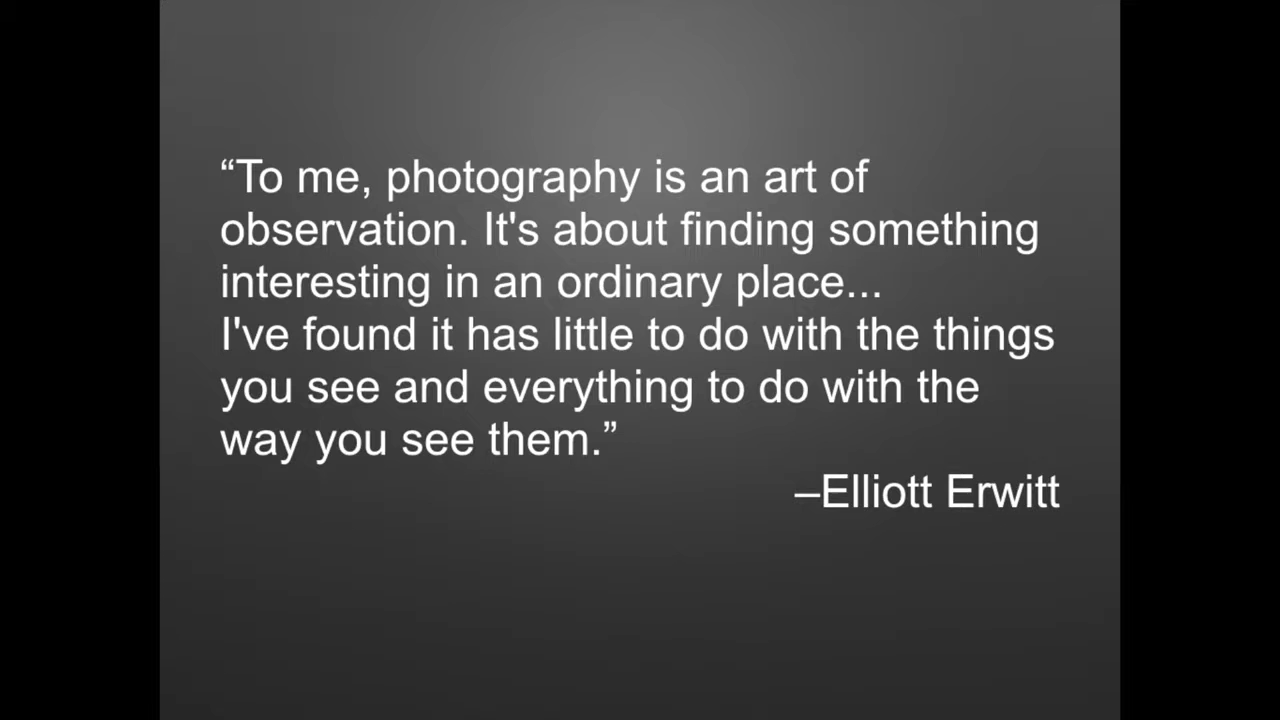 “To me, photography is an art of
observation. It's about finding something
interesting in an ordinary place...
I've found it has little to do with the things
you see and everything to do with the
way you see them.”
–Elliott Erwitt